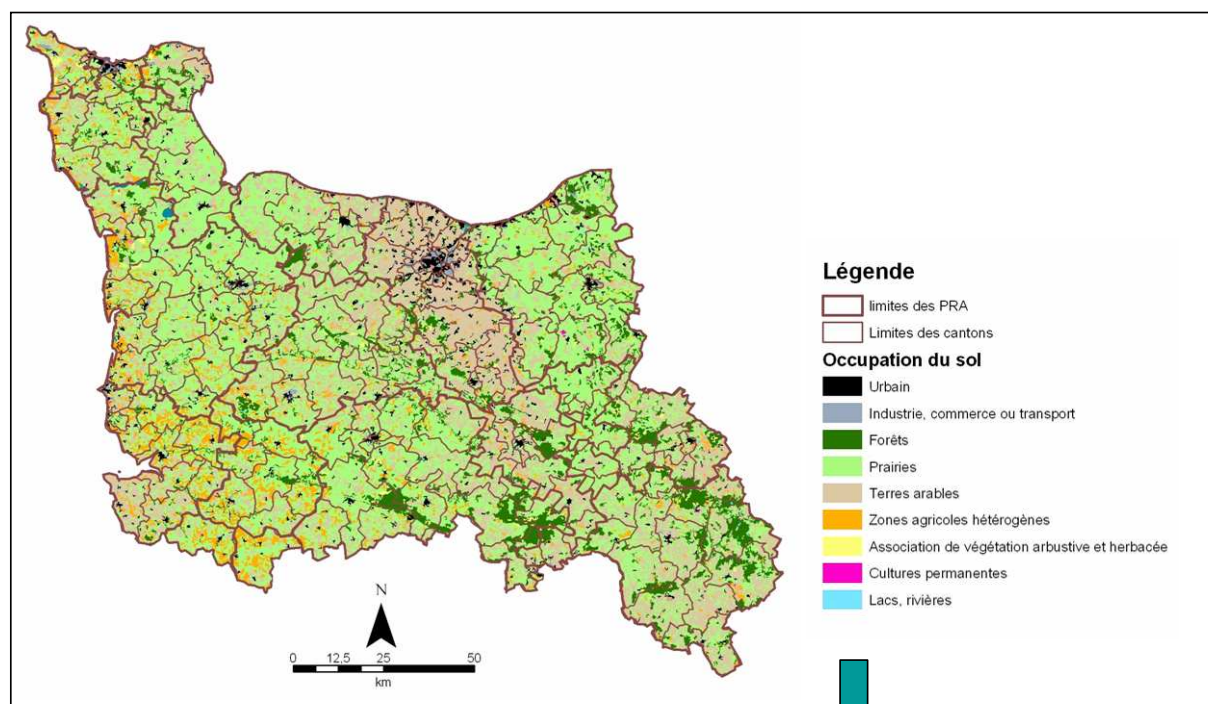 Légende
limites des PRA
Limites des cantons
Occupation du sol
Urbain
Industrie, commerce ou transport
Forêts
Prairies
Terres arables
Zones agricoles hétérogènes
Association de végétation arbustive et herbacée
Cultures permanentes
Lacs, rivières
N
0 12,5 25 50
km